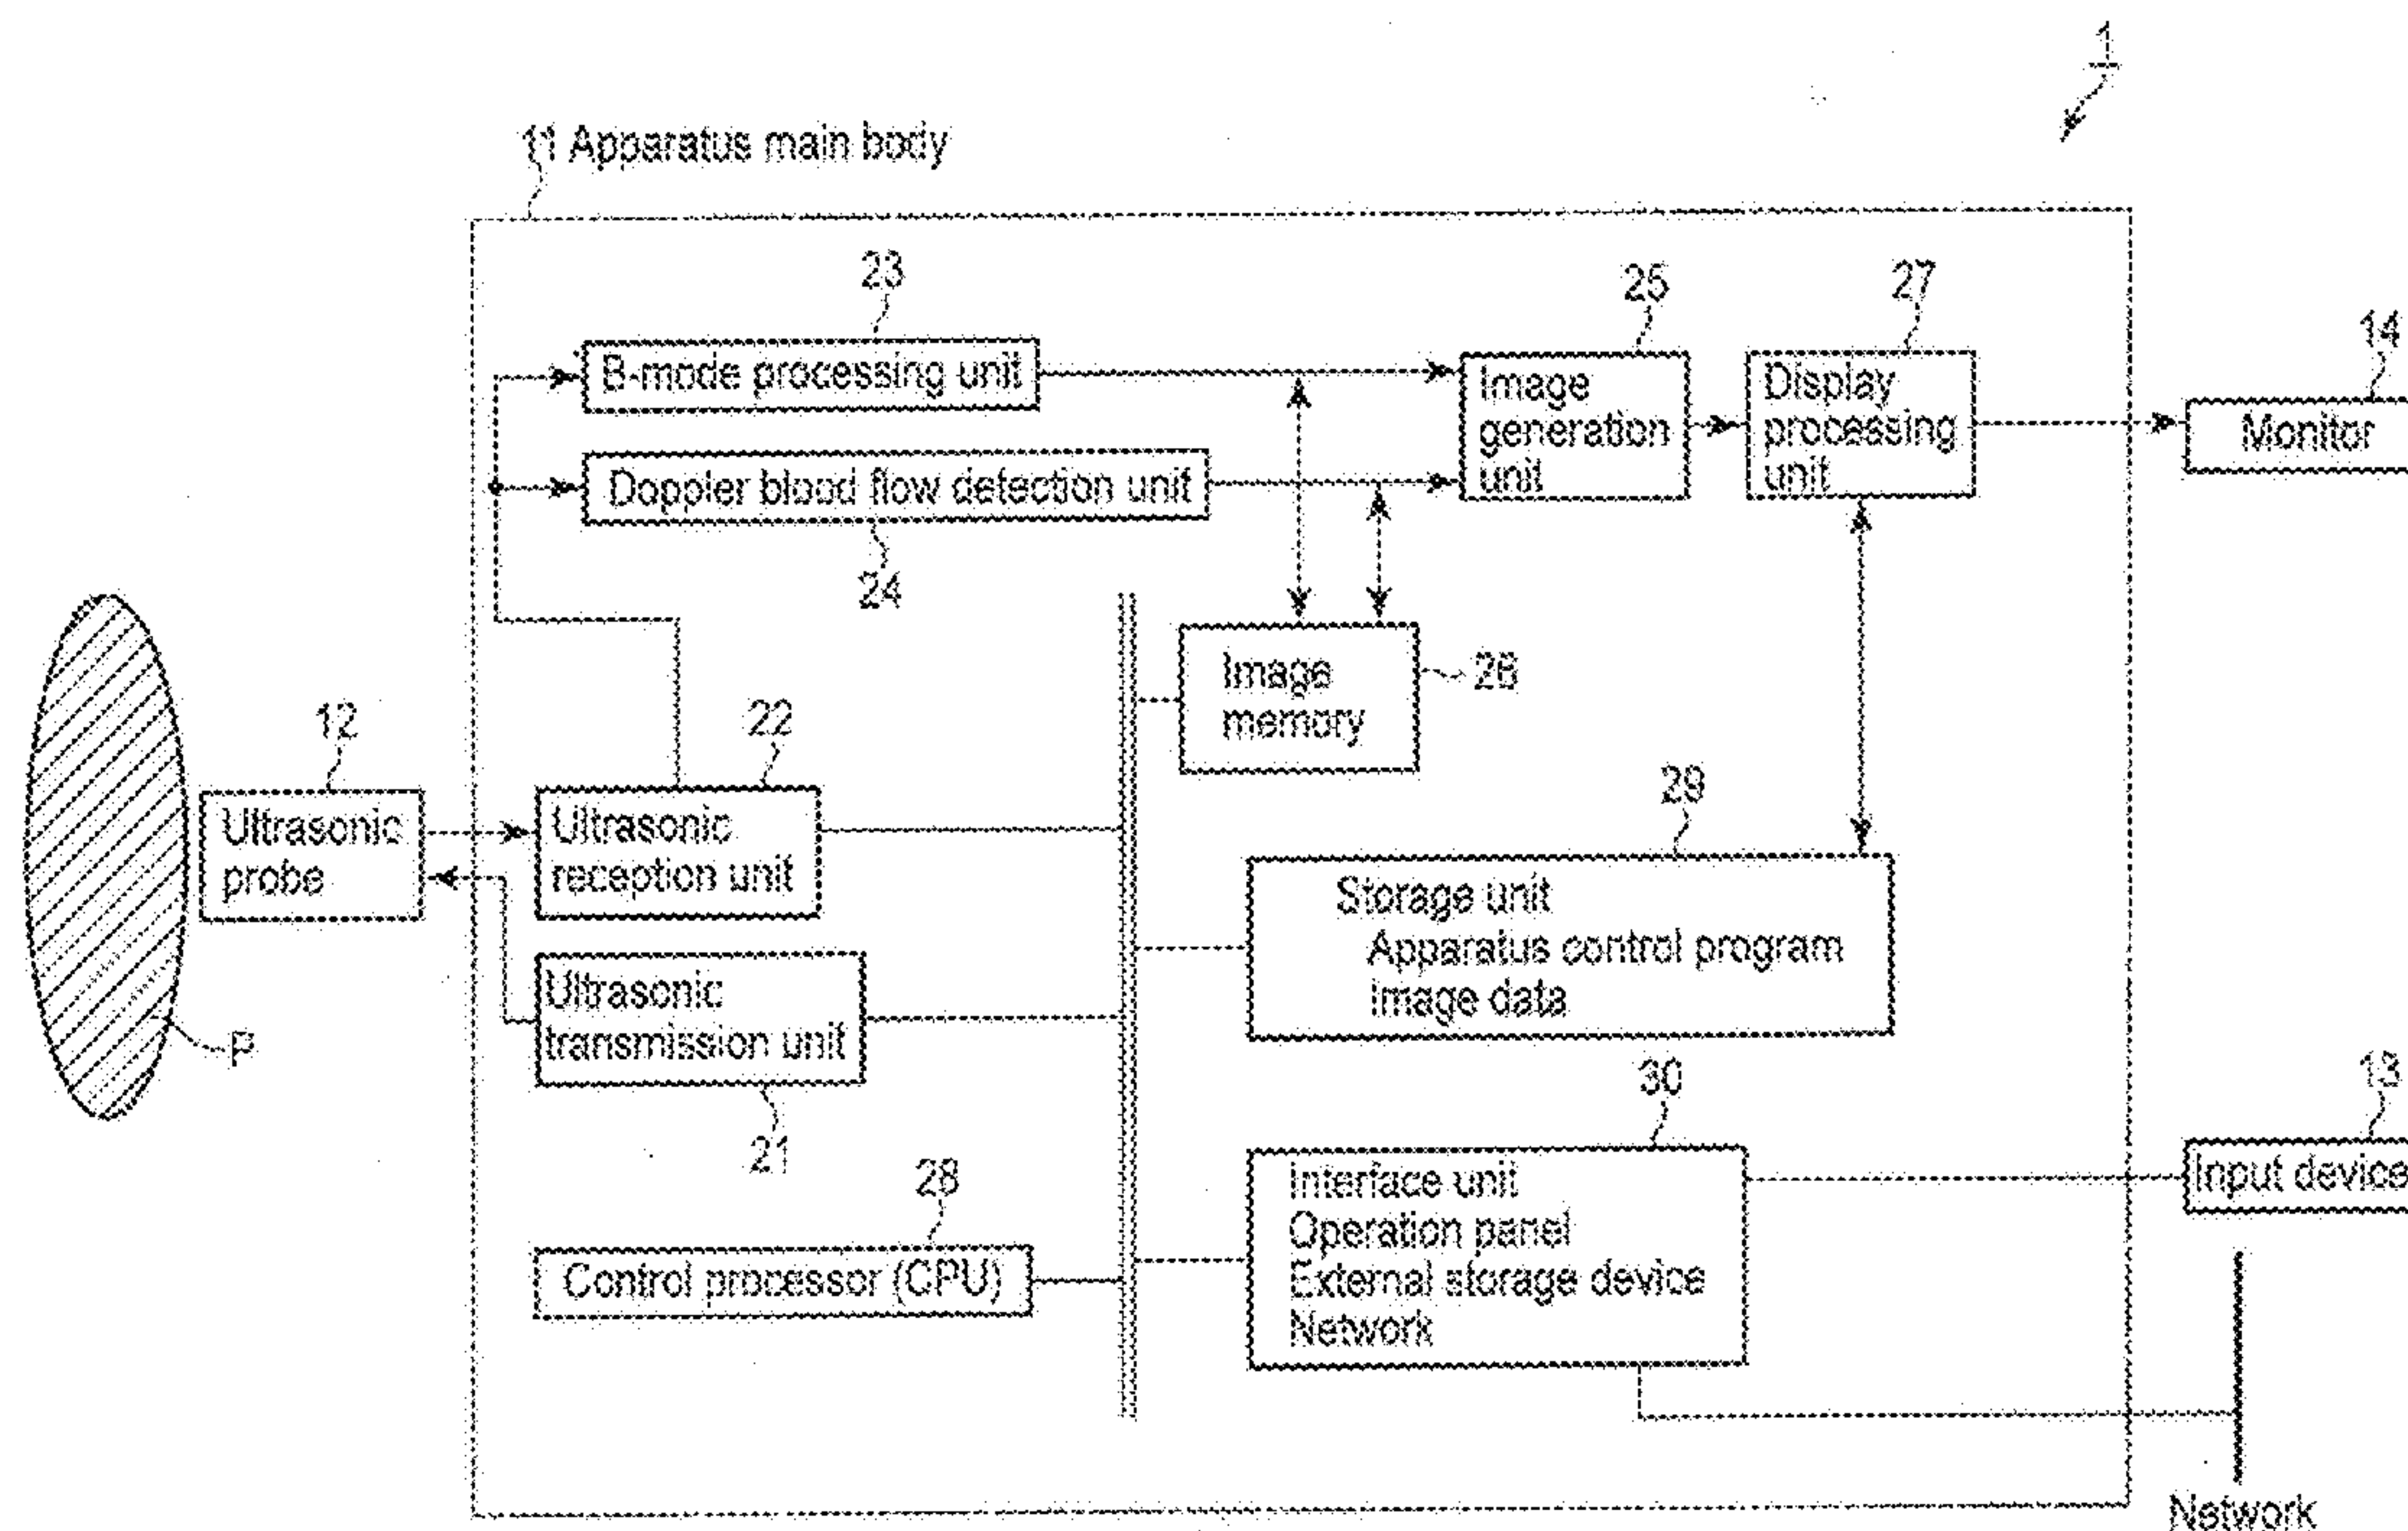 1
11 Apparatus main body
23
25
27
14
B-mode processing unit
Image
generation
unit
Display
processing
unit
Monitor
Doppler blood flow detection unit
24
Image
memory
26
12
22
29
Ultrasonic
probe
Ultrasonic
reception unit
Storage unit
Apparatus control program
Image data
Ultrasonic
transmission unit
P
21
30
13
28
Interface unit
Operation panel
External storage device
Network
Input device
Control processor (CPU)
Network